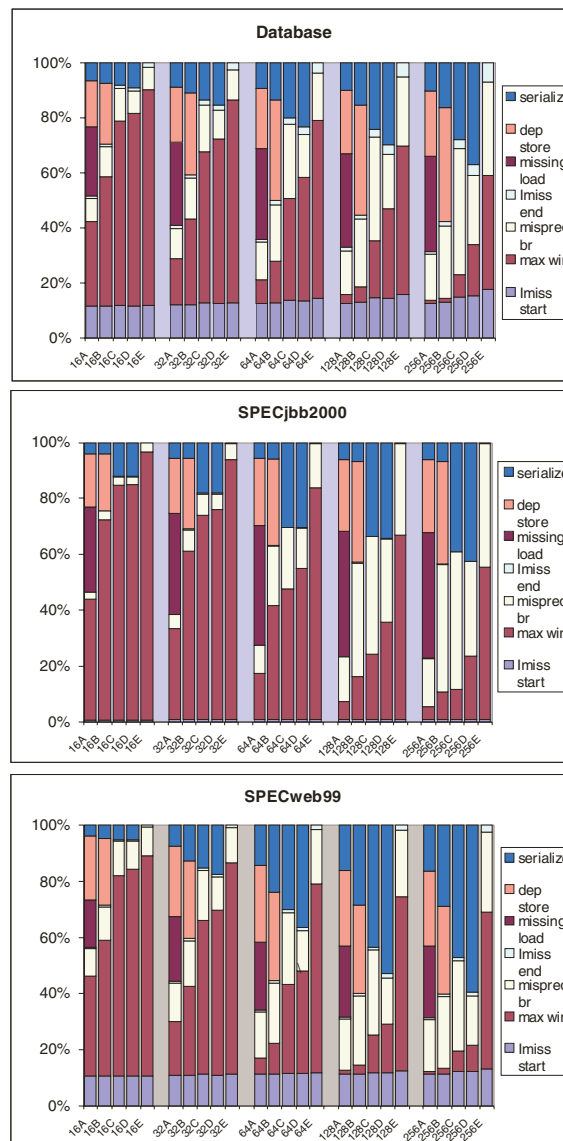 Database
100%
80%
60%
40%
20%
0%
16A 16B 16C 16D 16E 32A 32B 32C 32D 32E 64A 64B 64C 64D 64E 128A 128B 128C 128D 128E 256A 256B 256C 256D 256E
serialize
dep
store
missing
load
Imiss
end
mispred
br
max win
Imiss
start
SPECjbb2000
100%
80%
60%
40%
20%
0%
16A 16B 16C 16D 16E 32A 32B 32C 32D 32E 64A 64B 64C 64D 64E 128A 128B 128C 128D 128E 256A 256B 256C 256D 256E
serialize
dep
store
missing
load
Imiss
end
mispred
br
max win
Imiss
start
SPECweb99
100%
80%
60%
40%
20%
0%
16A 16B 16C 16D 16E 32A 32B 32C 32D 32E 64A 64B 64C 64D 64E 128A 128B 128C 128D 128E 256A 256B 256C 256D 256E
serialize
dep
store
missing
load
Imiss
end
mispred
br
max win
Imiss
start